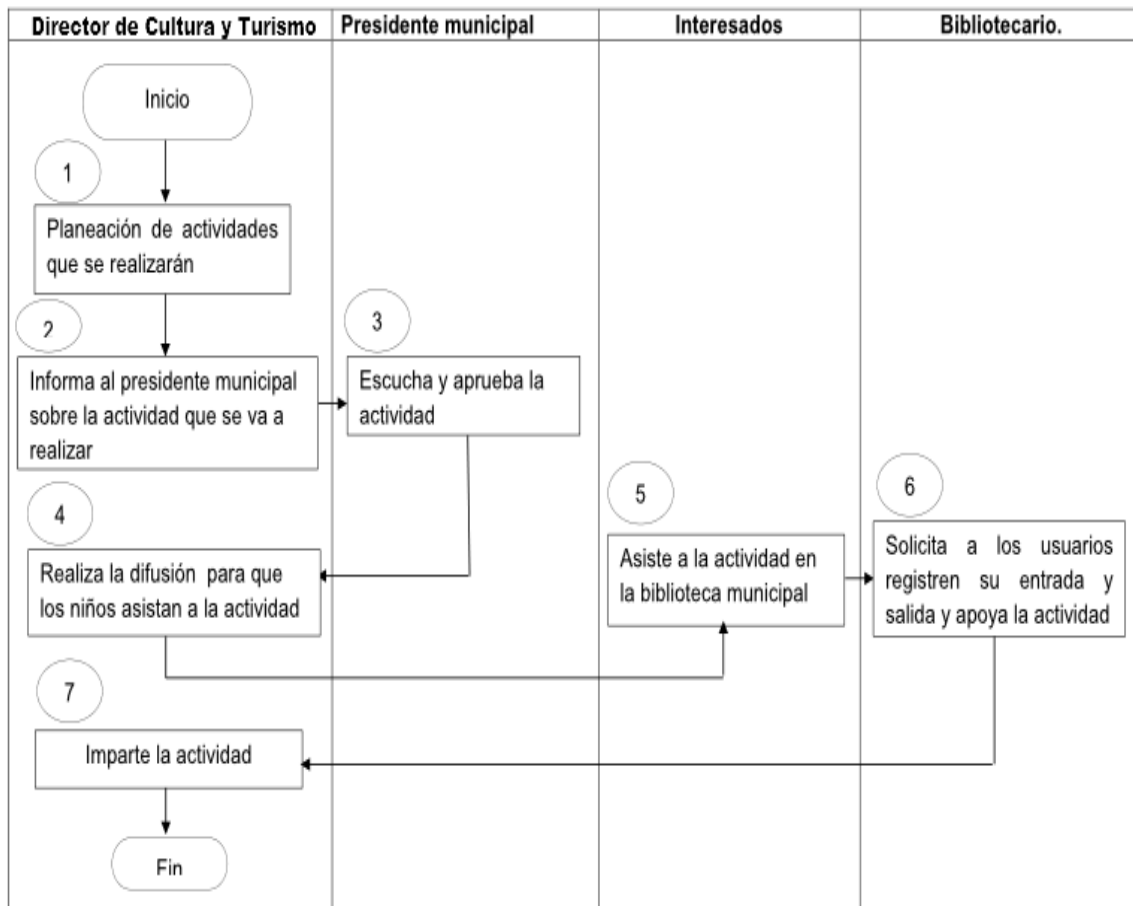 Director de Cultura y Turismo
Presidente municipal
Interesados
Bibliotecario.
Inicio
1
Planeación de actividades
que se realizarán
2
Informa al presidente municipal
sobre la actividad que se va a
realizar
3
Escucha y aprueba la
actividad
4
Realiza la difusión para que
los niños asistan a la actividad
5
Asiste a la actividad en
la biblioteca municipal
6
Solicita a los usuarios
registren su entrada y
salida y apoya la actividad
7
Imparte la actividad
Fin